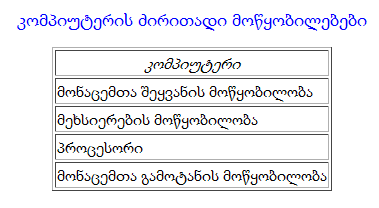 კომპიუტერის ძირითადი მოწყობილებები
კომპიუტერი
მონაცემთა შეყვანის მოწყობილობა
მეხსიერების მოწყობილობა
პროცესორი
მონაცემთა გამოტანის მოწყობილობა